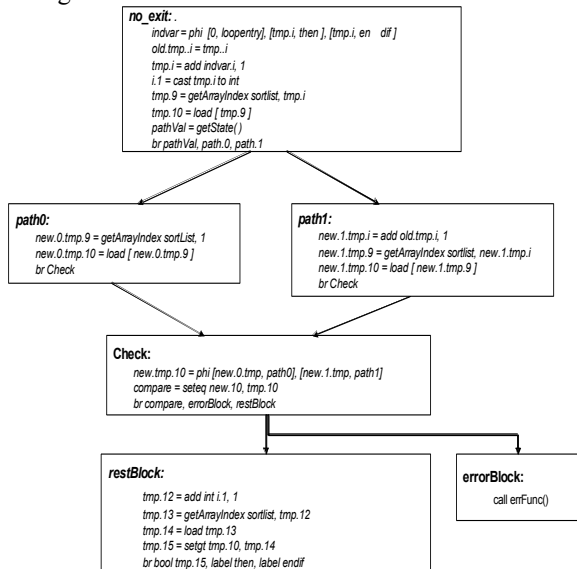 no_exit: .
indvar = phi [0, loopentry], [tmp.i, then ], [tmp.i, en dif ]
old.tmp..i = tmp..i
tmp.i = add indvar.i, 1
i.1 = cast tmp.i to int
tmp.9 = getArrayIndex sortlist, tmp.i
tmp.10 = load [ tmp.9 ]
pathVal = getState( )
br pathVal, path.0, path.1
path0:
new.0.tmp.9 = getArrayIndex sortList, 1
new.0.tmp.10 = load [ new.0.tmp.9 ]
br Check
path1:
new.1.tmp.i = add old.tmp.i, 1
new.1.tmp.9 = getArrayIndex sortlist, new.1.tmp.i
new.1.tmp.10 = load [ new.1.tmp.9 ]
br Check
Check:
new.tmp.10 = phi [new.0.tmp, path0], [new.1.tmp, path1]
compare = seteq new.10, tmp.10
br compare, errorBlock, restBlock
restBlock:
tmp.12 = add int i.1, 1
tmp.13 = getArrayIndex sortlist, tmp.12
tmp.14 = load tmp.13
tmp.15 = setgt tmp.10, tmp.14
br bool tmp.15, label then, label endif
errorBlock:
call errFunc()